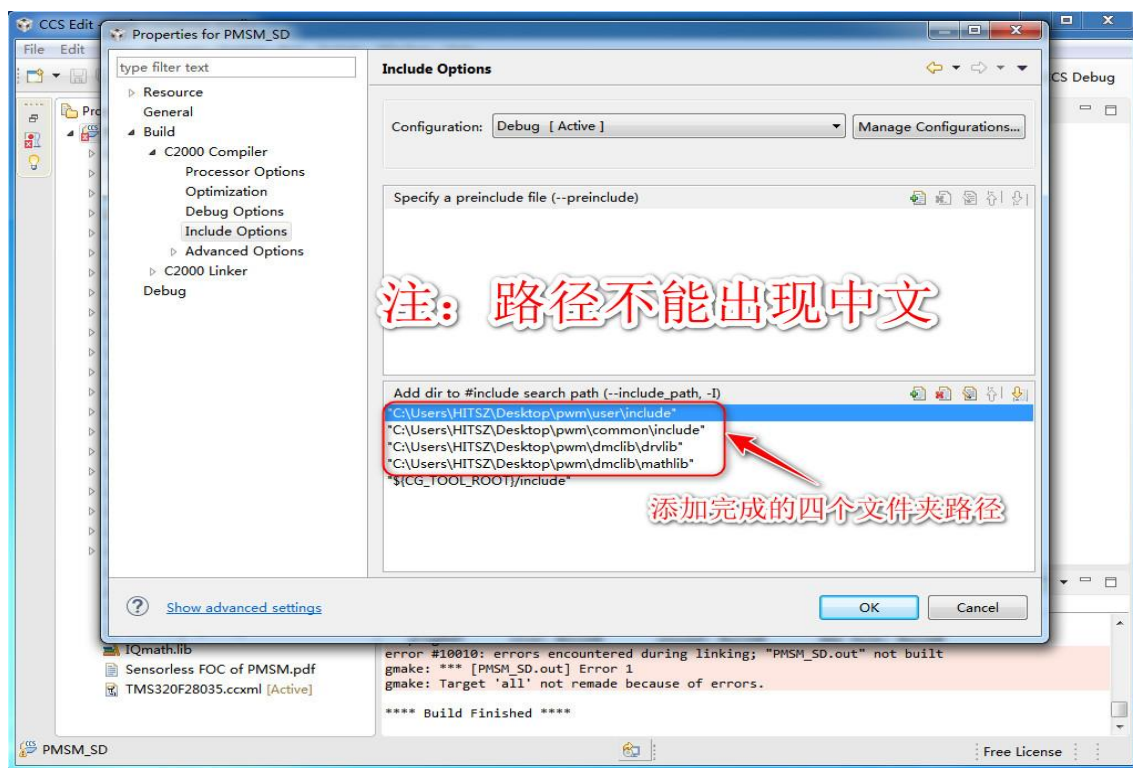 CCS Edit
Properties for PMSM_SD
File Edit
type filter text
Include Options
CS Debug
Resource
General
Build
C2000 Compiler
Processor Options
Optimization
Debug Options
Include Options
Advanced Options
C2000 Linker
Debug
Configuration: Debug [ Active ]
Manage Configurations...
Specify a preinclude file (--preinclude)
注：路径不能出现中文
Add dir to #include search path (--include_path, -I)
"C:\Users\HITSZ\Desktop\pwm\user\include"
"C:\Users\HITSZ\Desktop\pwm\common\include"
"C:\Users\HITSZ\Desktop\pwm\dmclib\drvlib"
"C:\Users\HITSZ\Desktop\pwm\dmclib\mathlib"
"${CG_TOOL_ROOT}/include"
添加完成的四个文件夹路径
Show advanced settings
OK
Cancel
IQmath.lib
Sensorless FOC of PMSM.pdf
TMS320F28035.ccxml [Active]
error #10010: errors encountered during linking; "PMSM_SD.out" not built
gmake: *** [PMSM_SD.out] Error 1
gmake: Target 'all' not remade because of errors.
**** Build Finished ****
PMSM_SD
Free License